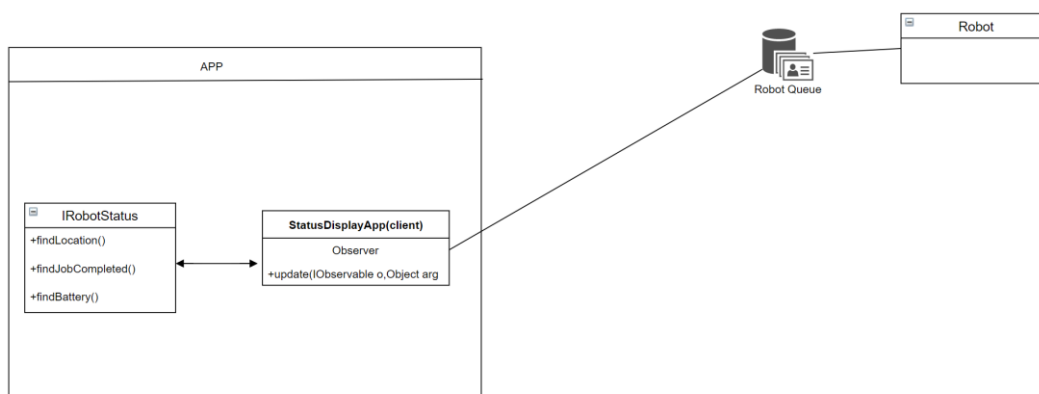 APP
IRobotStatus
+findLocation()
+findJobCompleted()
+findBattery()
StatusDisplayApp(client)
Observer
+update(IObservable o,Object arg
Robot Queue
Robot